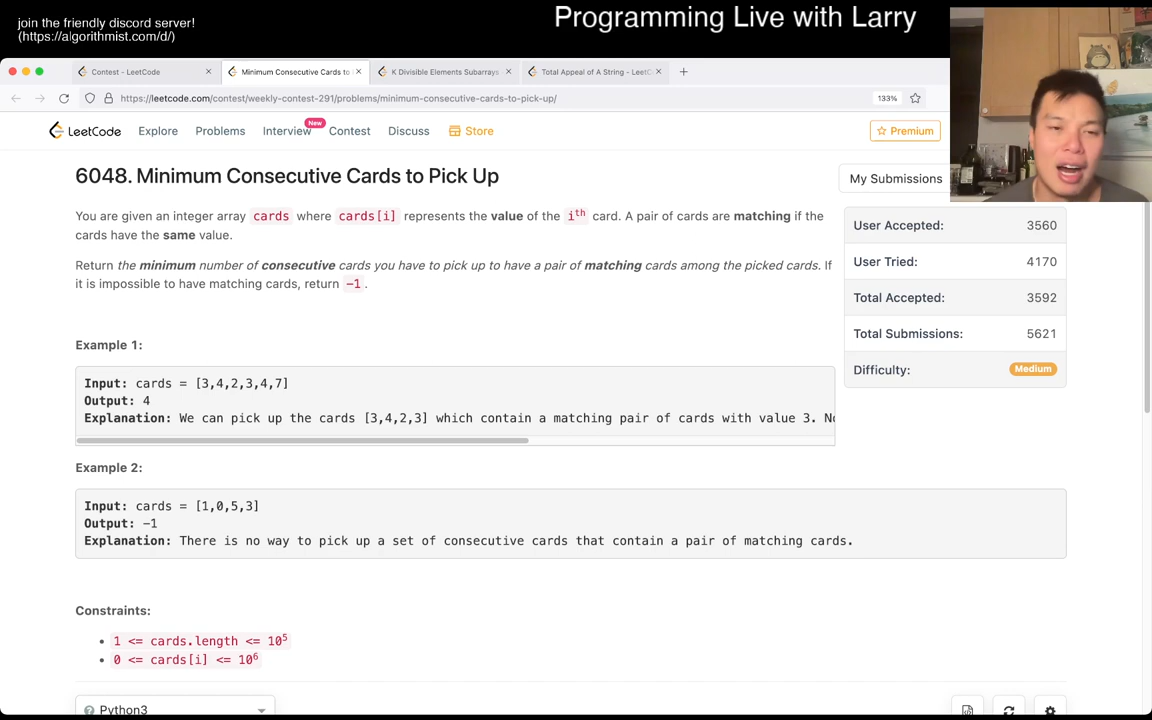 join the friendly discord server!
(https://algorithmist.com/d/)
Programming Live with Larry
Contest - LeetCode
Minimum Consecutive Cards to
K Divisible Elements Subarrays
Total Appeal of A String - LeetC
https://leetcode.com/contest/weekly-contest-291/problems/minimum-consecutive-cards-to-pick-up/
133%
LeetCode
Explore
Problems
Interview
New
Contest
Discuss
Store
Premium
6048. Minimum Consecutive Cards to Pick Up
My Submissions
You are given an integer array cards where cards[i] represents the value of the ith card. A pair of cards are matching if the
cards have the same value.
Return the minimum number of consecutive cards you have to pick up to have a pair of matching cards among the picked cards. If
it is impossible to have matching cards, return -1.
User Accepted: 3560
User Tried: 4170
Total Accepted: 3592
Total Submissions: 5621
Difficulty: Medium
Example 1:
Input: cards = [3,4,2,3,4,7]
Output: 4
Explanation: We can pick up the cards [3,4,2,3] which contain a matching pair of cards with value 3. No
Example 2:
Input: cards = [1,0,5,3]
Output: -1
Explanation: There is no way to pick up a set of consecutive cards that contain a pair of matching cards.
Constraints:
• 1 <= cards.length <= 10^5
• 0 <= cards[i] <= 10^6
Python3